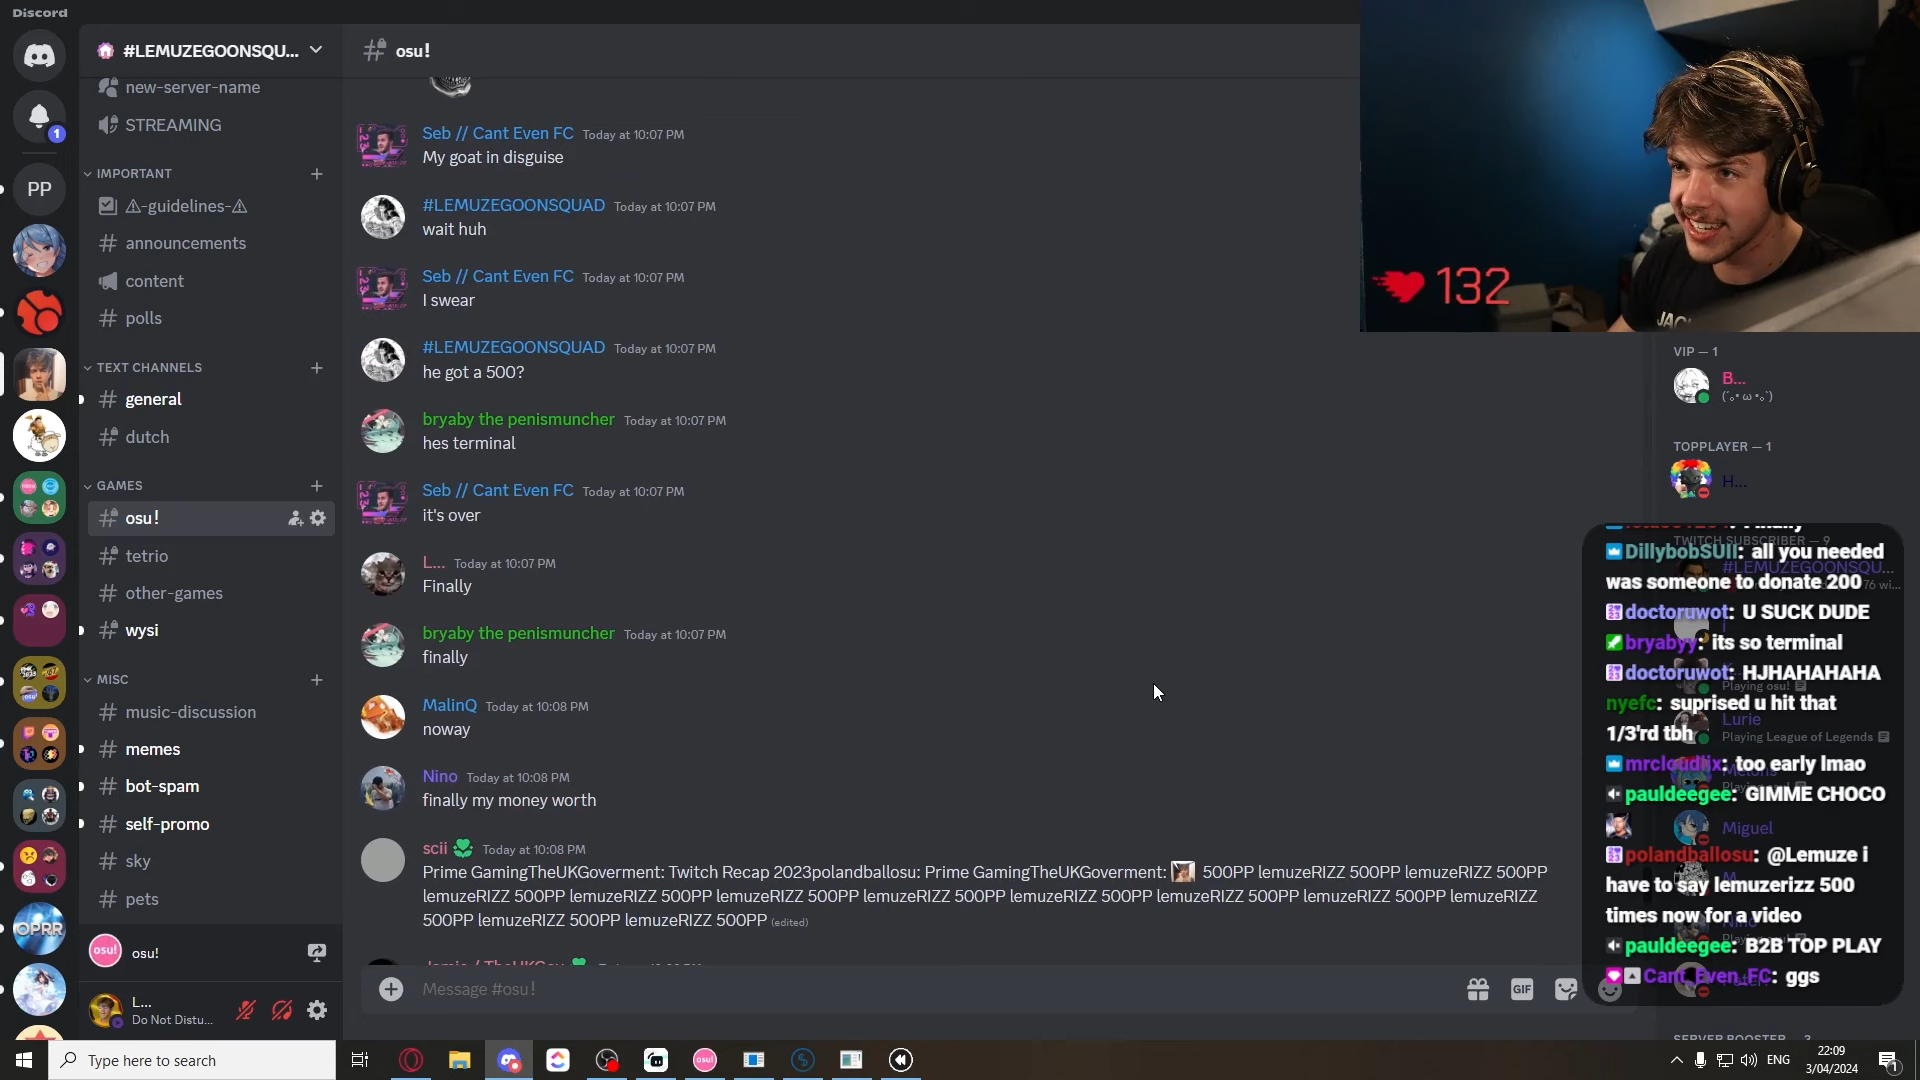 Discord
#LEMUZEGOONSQU...
new-server-name
STREAMING
IMPORTANT
⚠-guidelines-⚠
announcements
content
polls
TEXT CHANNELS
general
dutch
GAMES
osu!
tetrio
other-games
wysi
MISC
music-discussion
memes
bot-spam
self-promo
sky
pets
osu!
osu!
L...
Do Not Distu...
1
PP
OPRR
osu!
Seb // Cant Even FC Today at 10:07 PM
My goat in disguise
#LEMUZEGOONSQUAD Today at 10:07 PM
wait huh
Seb // Cant Even FC Today at 10:07 PM
I swear
#LEMUZEGOONSQUAD Today at 10:07 PM
he got a 500?
bryaby the penismuncher Today at 10:07 PM
hes terminal
Seb // Cant Even FC Today at 10:07 PM
it's over
L... Today at 10:07 PM
Finally
bryaby the penismuncher Today at 10:07 PM
finally
MalinQ Today at 10:08 PM
noway
Nino Today at 10:08 PM
finally my money worth
scii Today at 10:08 PM
Prime GamingTheUKGoverment: Twitch Recap 2023polandballosu: Prime GamingTheUKGoverment: 500PP lemuzeRIZZ 500PP lemuzeRIZZ 500PP
lemuzeRIZZ 500PP lemuzeRIZZ 500PP lemuzeRIZZ 500PP lemuzeRIZZ 500PP lemuzeRIZZ 500PP lemuzeRIZZ 500PP lemuzeRIZZ 500PP lemuzeRIZZ
500PP lemuzeRIZZ 500PP lemuzeRIZZ 500PP (edited)
Message #osu!
GIF
132
VIP — 1
B...
(´｡• ω •｡`)
TOPPLAYER — 1
H...
TWITCH SUBSCRIBER — 9
#LEMUZEGOONSQU...
DillybobSUII: all you needed
was someone to donate 200
doctoruwot: U SUCK DUDE
bryabyy: its so terminal
doctoruwot: HJHAHAHAHA
Playing osu!
nyefc: suprised u hit that
1/3'rd tbh
Lurie
Playing League of Legends
mrcloudlix: too early lmao
pauldeegee: GIMME CHOCO
Miguel
polandballosu: @Lemuze i
have to say lemuzerizz 500
times now for a video
Nino
pauldeegee: B2B TOP PLAY
Cant_Even_FC: ggs
Type here to search
osu!
ENG
22:09
3/04/2024
1